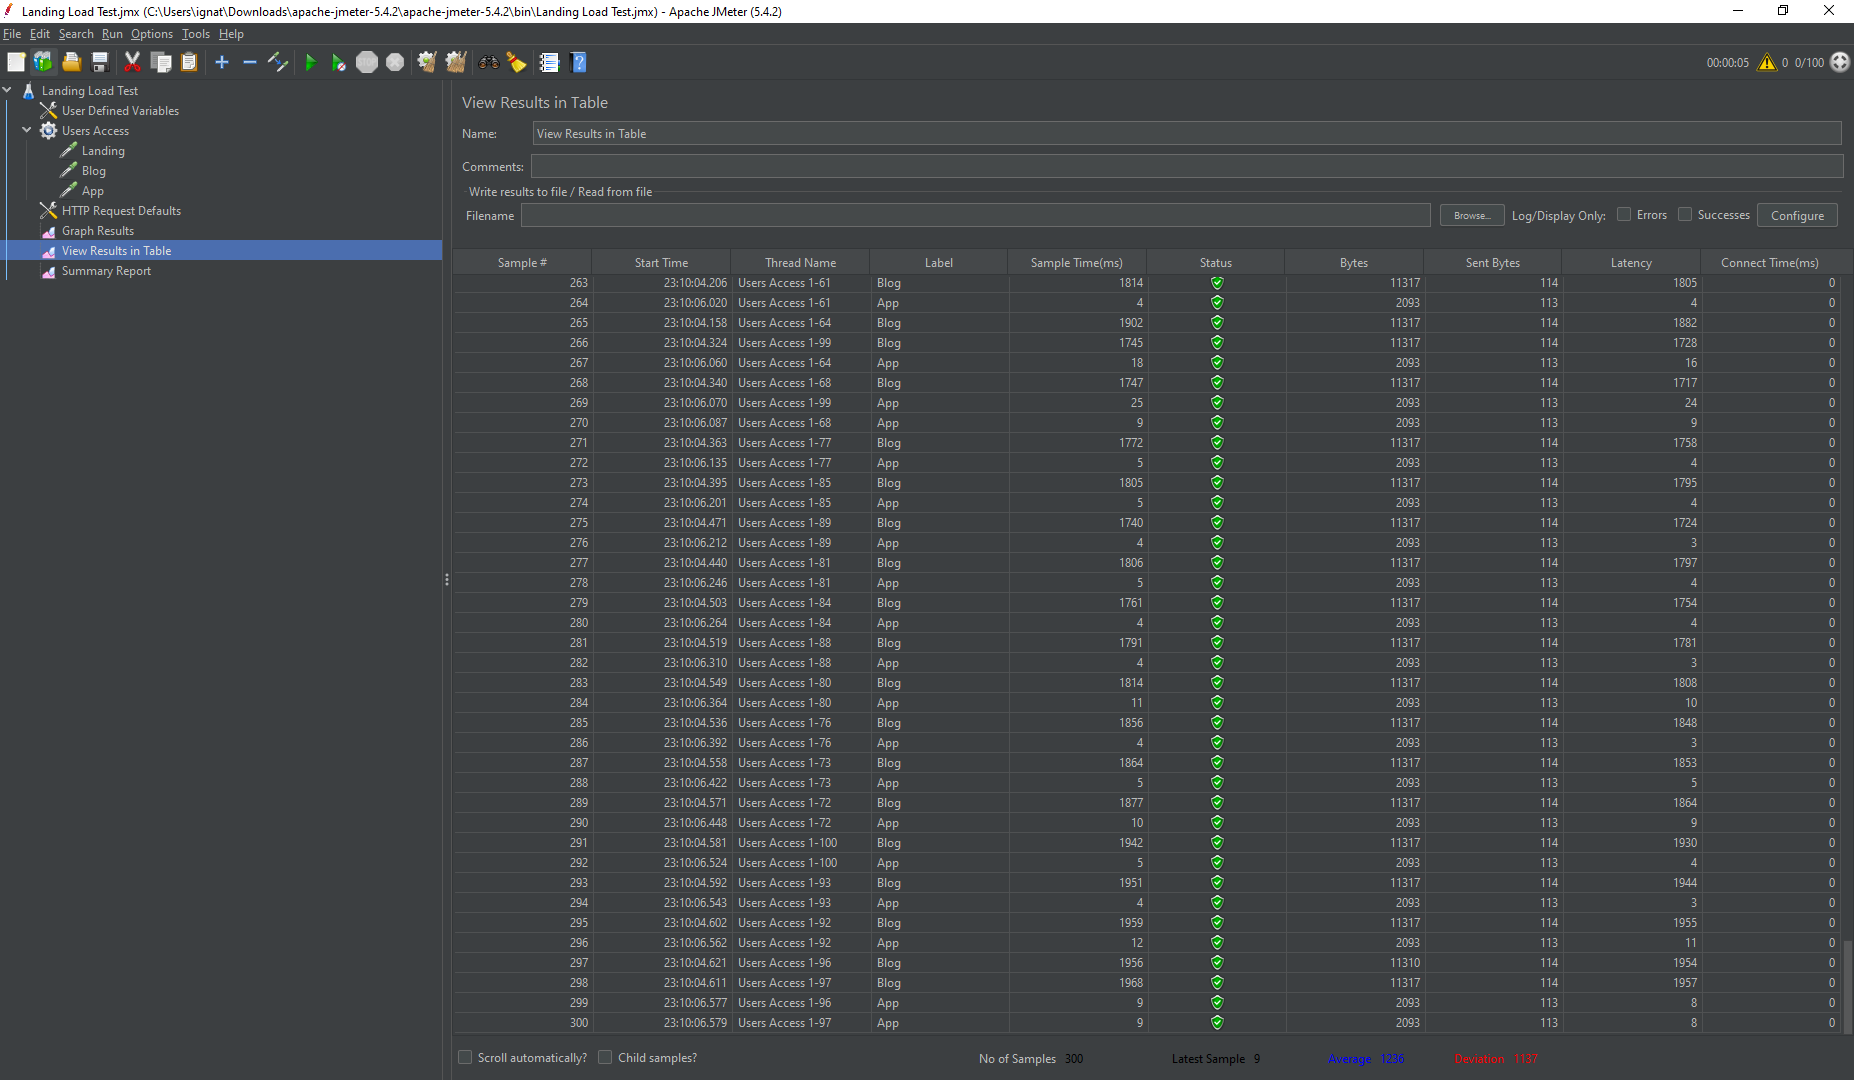 Landing Load Test.jmx (C:\Users\ignat\Downloads\apache-jmeter-5.4.2\apache-jmeter-5.4.2\bin\Landing Load Test.jmx) - Apache JMeter (5.4.2)
File Edit Search Run Options Tools Help
STOP
00:00:05 0 0/100
Landing Load Test
User Defined Variables
Users Access
Landing
Blog
App
HTTP Request Defaults
Graph Results
View Results in Table
Summary Report
View Results in Table
Name: View Results in Table
Comments:
Write results to file / Read from file
Filename Browse... Log/Display Only: Errors Successes Configure
Sample # Start Time Thread Name Label Sample Time(ms) Status Bytes Sent Bytes Latency Connect Time(ms)
263 23:10:04.206 Users Access 1-61 Blog 1814 11317 114 1805 0
264 23:10:06.020 Users Access 1-61 App 4 2093 113 4 0
265 23:10:04.158 Users Access 1-64 Blog 1902 11317 114 1882 0
266 23:10:04.324 Users Access 1-99 Blog 1745 11317 114 1728 0
267 23:10:06.060 Users Access 1-64 App 18 2093 113 16 0
268 23:10:04.340 Users Access 1-68 Blog 1747 11317 114 1717 0
269 23:10:06.070 Users Access 1-99 App 25 2093 113 24 0
270 23:10:06.087 Users Access 1-68 App 9 2093 113 9 0
271 23:10:04.363 Users Access 1-77 Blog 1772 11317 114 1758 0
272 23:10:06.135 Users Access 1-77 App 5 2093 113 4 0
273 23:10:04.395 Users Access 1-85 Blog 1805 11317 114 1795 0
274 23:10:06.201 Users Access 1-85 App 5 2093 113 4 0
275 23:10:04.471 Users Access 1-89 Blog 1740 11317 114 1724 0
276 23:10:06.212 Users Access 1-89 App 4 2093 113 3 0
277 23:10:04.440 Users Access 1-81 Blog 1806 11317 114 1797 0
278 23:10:06.246 Users Access 1-81 App 5 2093 113 4 0
279 23:10:04.503 Users Access 1-84 Blog 1761 11317 114 1754 0
280 23:10:06.264 Users Access 1-84 App 4 2093 113 4 0
281 23:10:04.519 Users Access 1-88 Blog 1791 11317 114 1781 0
282 23:10:06.310 Users Access 1-88 App 4 2093 113 3 0
283 23:10:04.549 Users Access 1-80 Blog 1814 11317 114 1808 0
284 23:10:06.364 Users Access 1-80 App 11 2093 113 10 0
285 23:10:04.536 Users Access 1-76 Blog 1856 11317 114 1848 0
286 23:10:06.392 Users Access 1-76 App 4 2093 113 3 0
287 23:10:04.558 Users Access 1-73 Blog 1864 11317 114 1853 0
288 23:10:06.422 Users Access 1-73 App 5 2093 113 5 0
289 23:10:04.571 Users Access 1-72 Blog 1877 11317 114 1864 0
290 23:10:06.448 Users Access 1-72 App 10 2093 113 9 0
291 23:10:04.581 Users Access 1-100 Blog 1942 11317 114 1930 0
292 23:10:06.524 Users Access 1-100 App 5 2093 113 4 0
293 23:10:04.592 Users Access 1-93 Blog 1951 11317 114 1944 0
294 23:10:06.543 Users Access 1-93 App 4 2093 113 3 0
295 23:10:04.602 Users Access 1-92 Blog 1959 11317 114 1955 0
296 23:10:06.562 Users Access 1-92 App 12 2093 113 11 0
297 23:10:04.621 Users Access 1-96 Blog 1956 11310 114 1954 0
298 23:10:04.611 Users Access 1-97 Blog 1968 11317 114 1957 0
299 23:10:06.577 Users Access 1-96 App 9 2093 113 8 0
300 23:10:06.579 Users Access 1-97 App 9 2093 113 8 0
Scroll automatically? Child samples? No of Samples 300 Latest Sample 9 Average 1236 Deviation 1137